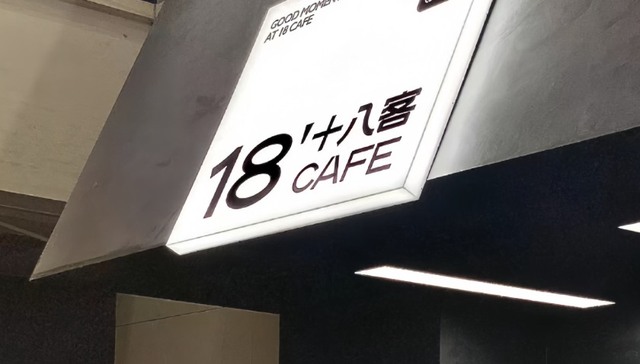 GOOD MOMEN
AT 18 CAFE
18'十八客
CAFE